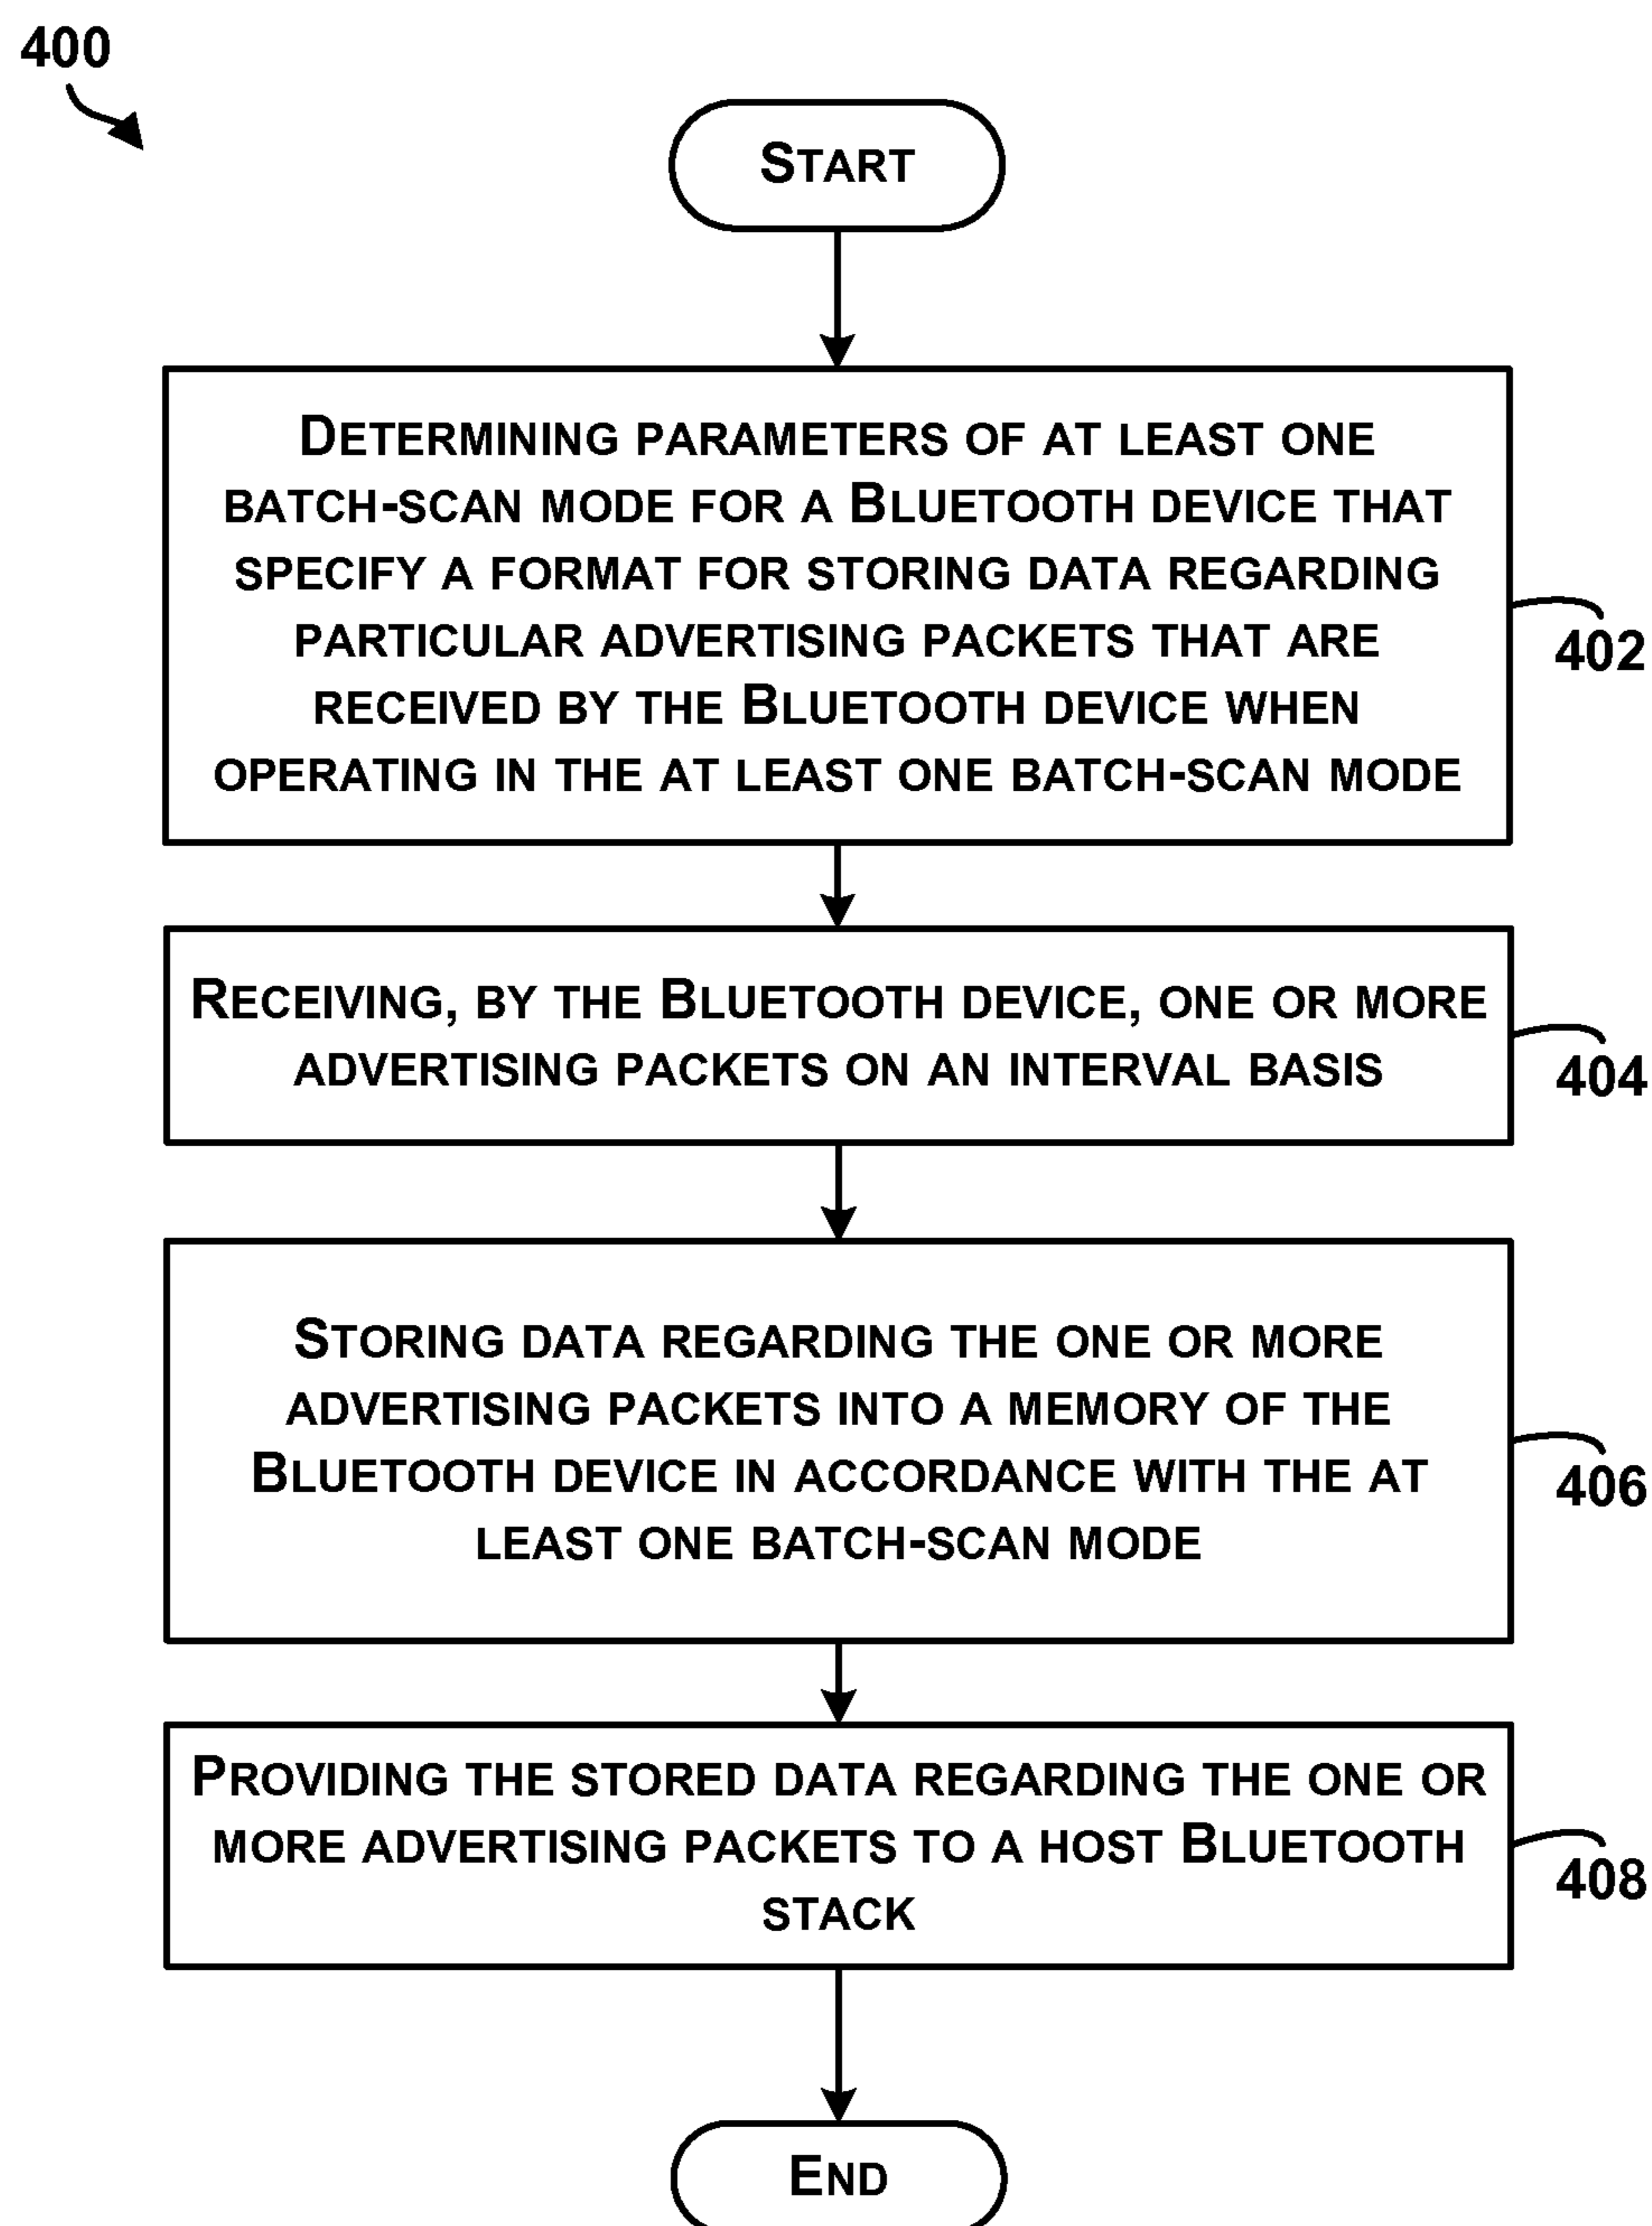 400
START
DETERMINING PARAMETERS OF AT LEAST ONE
BATCH-SCAN MODE FOR A BLUETOOTH DEVICE THAT
SPECIFY A FORMAT FOR STORING DATA REGARDING
PARTICULAR ADVERTISING PACKETS THAT ARE
RECEIVED BY THE BLUETOOTH DEVICE WHEN
OPERATING IN THE AT LEAST ONE BATCH-SCAN MODE
402
RECEIVING, BY THE BLUETOOTH DEVICE, ONE OR MORE
ADVERTISING PACKETS ON AN INTERVAL BASIS
404
STORING DATA REGARDING THE ONE OR MORE
ADVERTISING PACKETS INTO A MEMORY OF THE
BLUETOOTH DEVICE IN ACCORDANCE WITH THE AT
LEAST ONE BATCH-SCAN MODE
406
PROVIDING THE STORED DATA REGARDING THE ONE OR
MORE ADVERTISING PACKETS TO A HOST BLUETOOTH
STACK
408
END